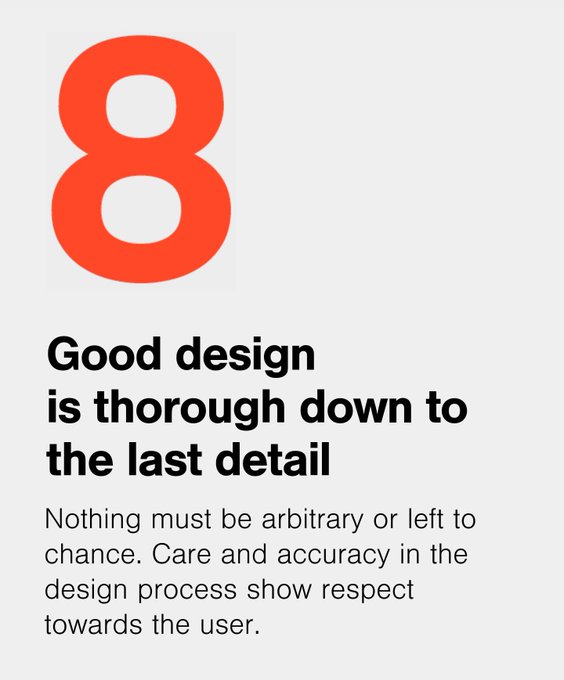 8
Good design
is thorough down to
the last detail
Nothing must be arbitrary or left to
chance. Care and accuracy in the
design process show respect
towards the user.